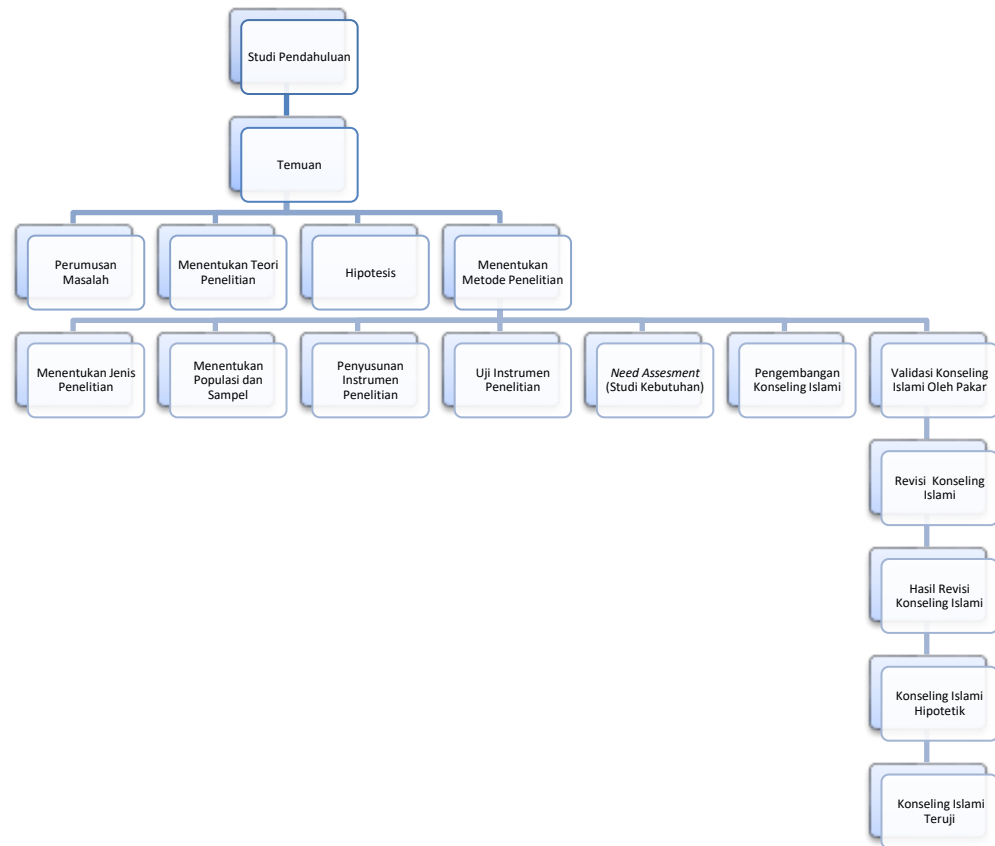 Studi Pendahuluan
Temuan
Perumusan
Masalah
Menentukan Teori
Penelitian
Hipotesis
Menentukan
Metode Penelitian
Menentukan Jenis
Penelitian
Menentukan
Populasi dan
Sampel
Penyusunan
Instrumen
Penelitian
Uji Instrumen
Penelitian
Need Assesment
(Studi Kebutuhan)
Pengembangan
Konseling Islami
Validasi Konseling
Islami Oleh Pakar
Revisi Konseling
Islami
Hasil Revisi
Konseling Islami
Konseling Islami
Hipotetik
Konseling Islami
Teruji